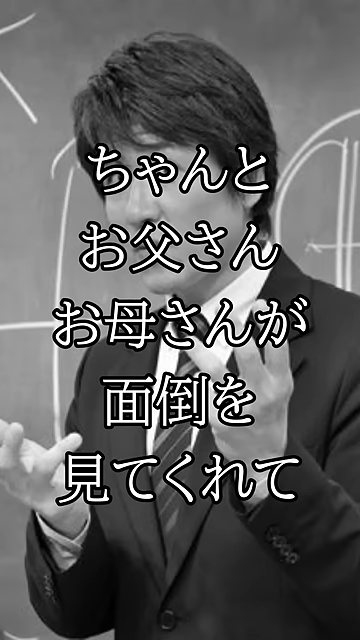 ちゃんと
お父さん
お母さんが
面倒を
見てくれて